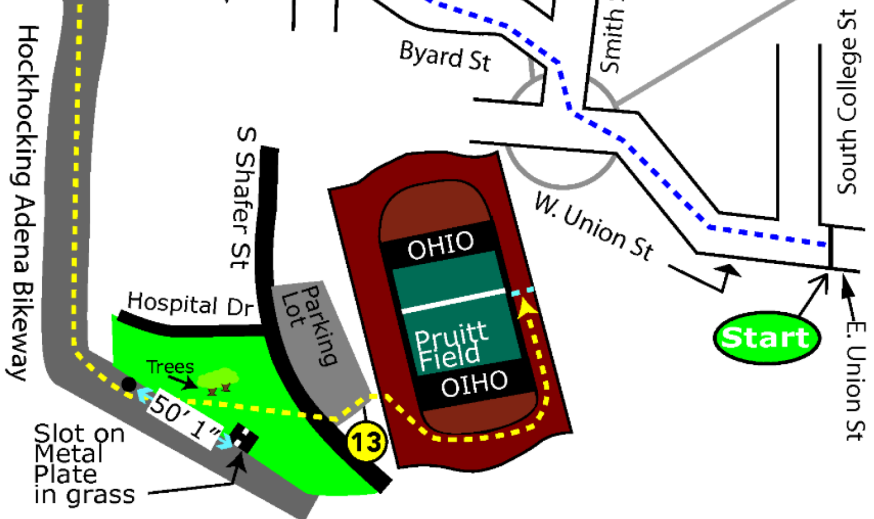 Byard St
Smith
South College St
Hockhocking Adena Bikeway
S Shafer St
W. Union St
OHIO
Hospital Dr
Parking
Lot
Pruitt
Field
Start
E. Union St
Trees
OIHO
50' 1"
13
Slot on
Metal
Plate
in grass